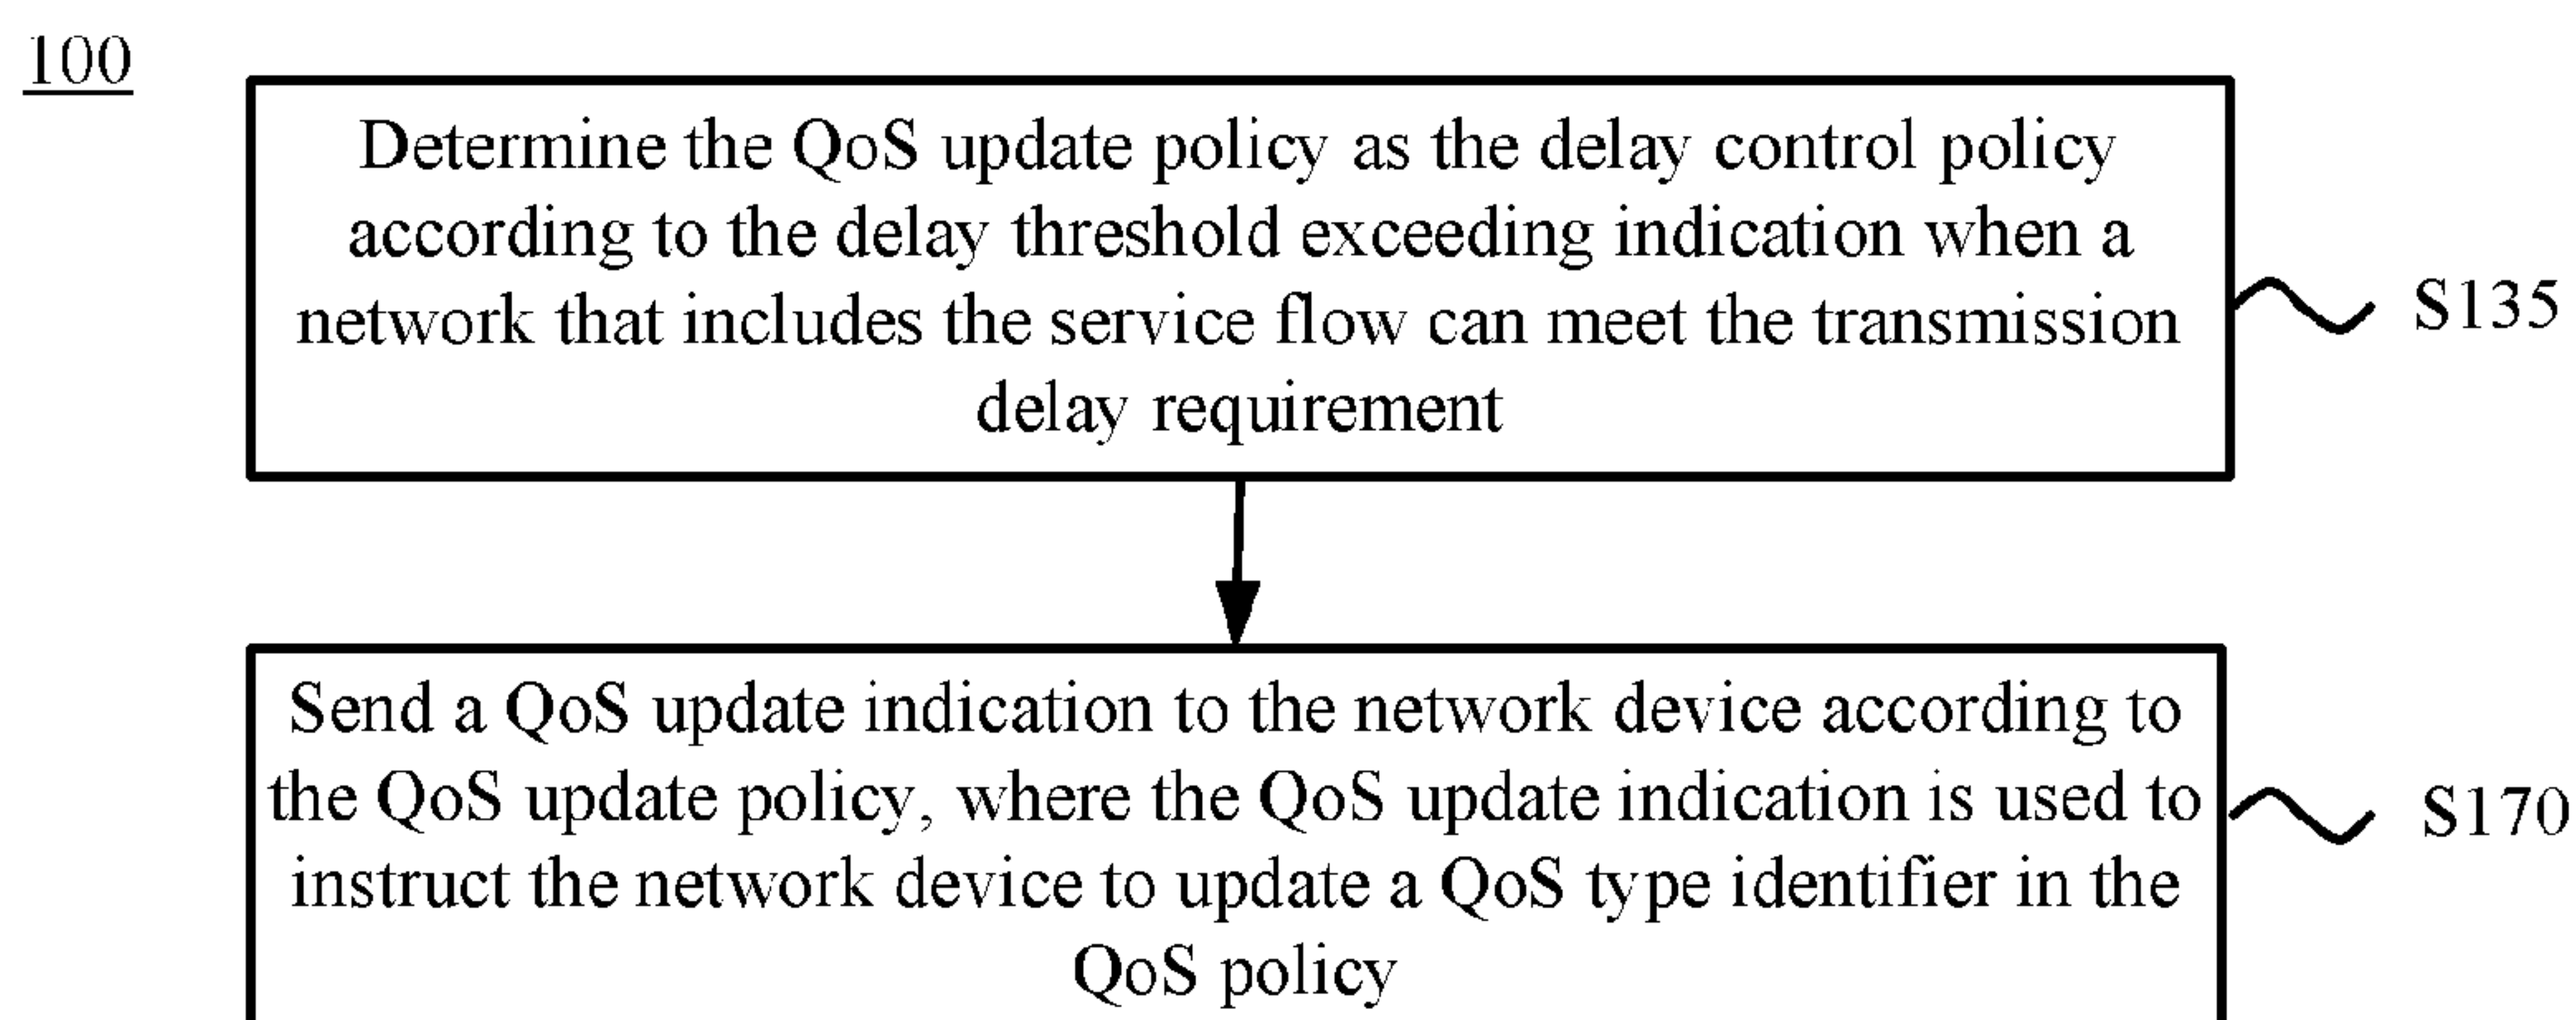 100
Determine the QoS update policy as the delay control policy
according to the delay threshold exceeding indication when a
network that includes the service flow can meet the transmission
delay requirement
S135
Send a QoS update indication to the network device according to
the QoS update policy, where the QoS update indication is used to
instruct the network device to update a QoS type identifier in the
QoS policy
S170